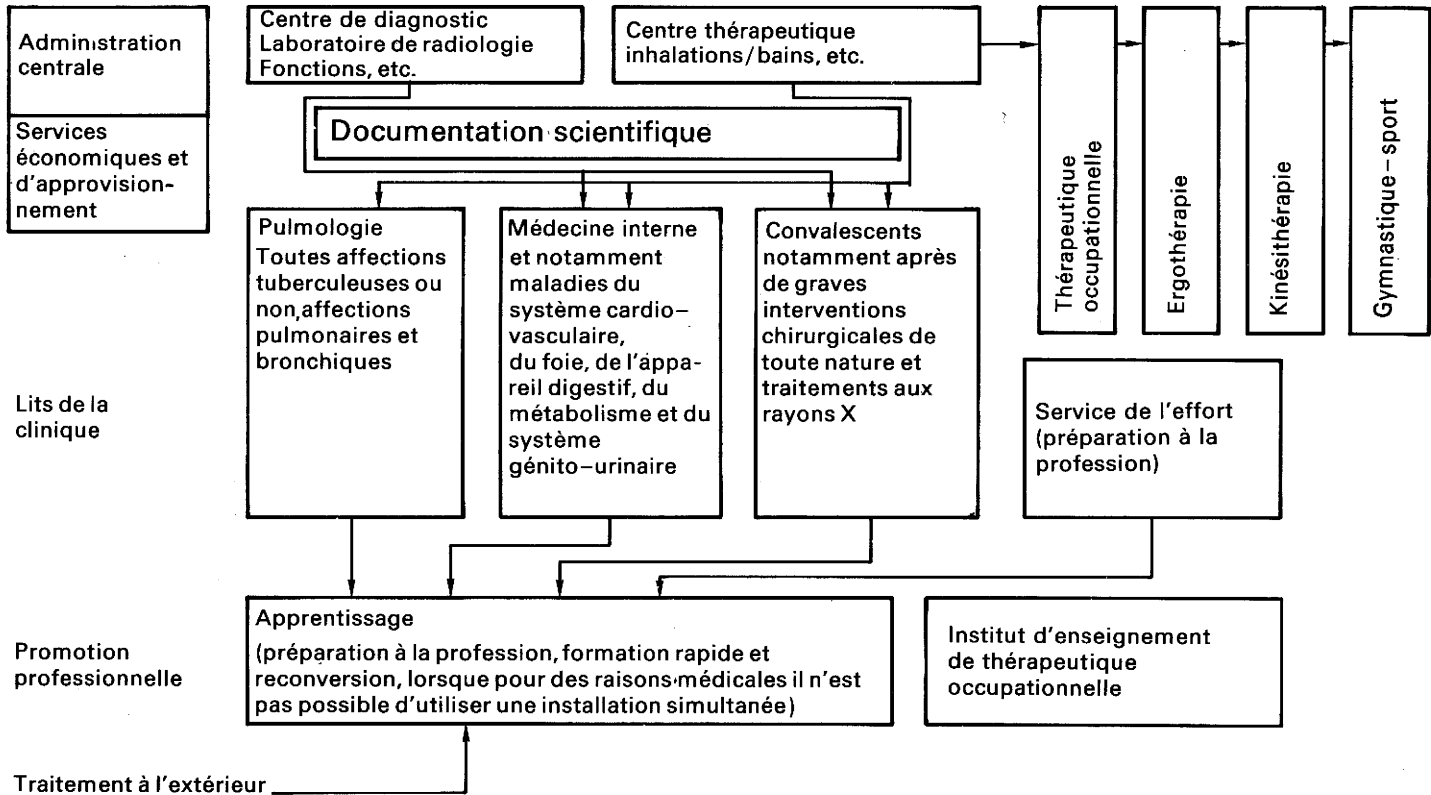 Administration
centrale
Services
économiques et
d'approvision-
nement
Centre de diagnostic
Laboratoire de radiologie
Fonctions, etc.
Centre thérapeutique
inhalations/bains, etc.
Documentation scientifique
Thérapeutique
occupationnelle
Ergothérapie
Kinésithérapie
Gymnastique–sport
Lits de la
clinique
Pulmologie
Toutes affections
tuberculeuses ou
non, affections
pulmonaires et
bronchiques
Médecine interne
et notamment
maladies du
système cardio–
vasculaire,
du foie, de l'appa-
reil digestif, du
métabolisme et du
système
génito–urinaire
Convalescents
notamment après
de graves
interventions
chirurgicales de
toute nature et
traitements aux
rayons X
Service de l'effort
(préparation à la
profession)
Promotion
professionnelle
Apprentissage
(préparation à la profession, formation rapide et
reconversion, lorsque pour des raisons médicales il n'est
pas possible d'utiliser une installation simultanée)
Institut d'enseignement
de thérapeutique
occupationnelle
Traitement à l'extérieur